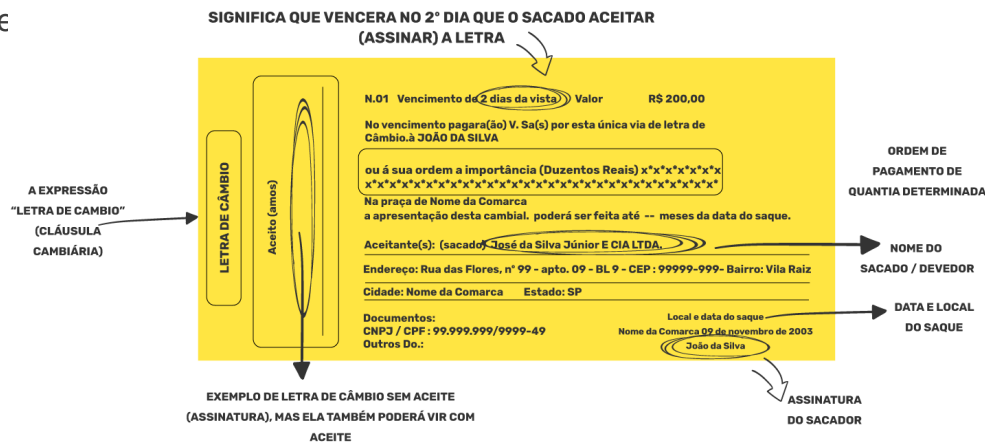 SIGNIFICA QUE VENCERA NO 2º DIA QUE O SACADO ACEITAR
(ASSINAR) A LETRA
N.01 Vencimento de 2 dias da vista Valor R$ 200,00
No vencimento pagara(ão) V. Sa(s) por esta única via de letra de
Câmbio.à JOÃO DA SILVA
ou á sua ordem a importância (Duzentos Reais) x*x*x*x*x*x*x
x*x*x*x*x*x*x*x*x*x*x*x*x*x*x*x*x*x*x*x*x*x*x*x*x*x*x*x*x*
Na praça de Nome da Comarca
a apresentação desta cambial. poderá ser feita até -- meses da data do saque.
Aceitante(s): (sacado) José da Silva Júnior E CIA LTDA.
Endereço: Rua das Flores, nº 99 - apto. 09 - BL 9 - CEP : 99999-999- Bairro: Vila Raiz
Cidade: Nome da Comarca Estado: SP
Documentos:
CNPJ / CPF : 99.999.999/9999-49
Outros Do.:
Local e data do saque
Nome da Comarca 09 de novembro de 2003
João da Silva
LETRA DE CÂMBIO
Aceito (amos)
A EXPRESSÃO
“LETRA DE CAMBIO”
(CLÁUSULA
CAMBIÁRIA)
ORDEM DE
PAGAMENTO DE
QUANTIA DETERMINADA
NOME DO
SACADO / DEVEDOR
DATA E LOCAL
DO SAQUE
ASSINATURA
DO SACADOR
EXEMPLO DE LETRA DE CÂMBIO SEM ACEITE
(ASSINATURA), MAS ELA TAMBÉM PODERÁ VIR COM
ACEITE